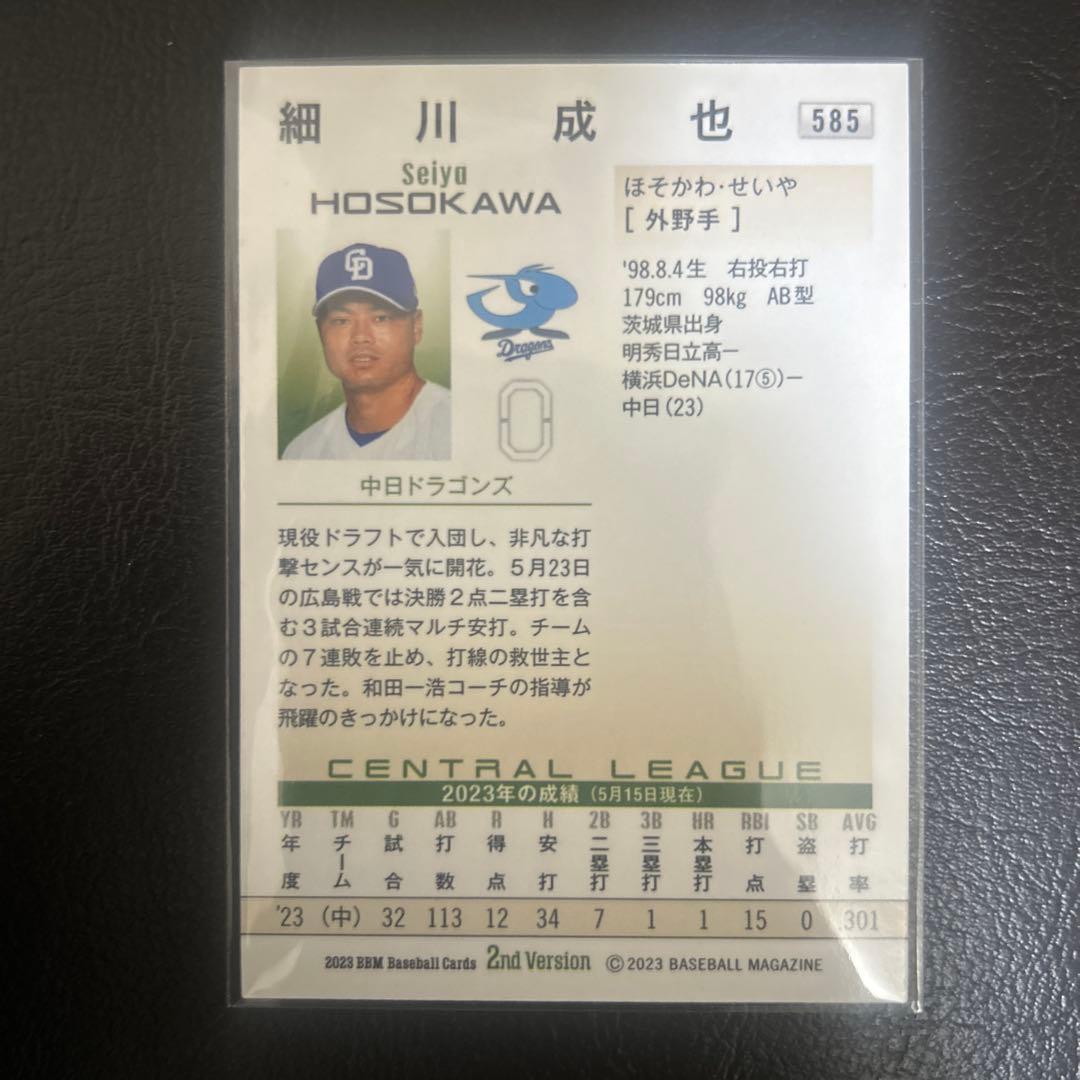 細川成也 585
Seiya
HOSOKAWA
ほそかわ・せいや
[ 外野手 ]
'98.8.4生 右投右打
179cm 98kg AB型
茨城県出身
明秀日立高ー
横浜DeNA(17⑤)ー
中日(23)
CD
Dragons
0
中日ドラゴンズ
現役ドラフトで入団し、非凡な打
撃センスが一気に開花。5月23日
の広島戦では決勝2点二塁打を含
む3試合連続マルチ安打。チーム
の7連敗を止め、打線の救世主と
なった。和田一浩コーチの指導が
飛躍のきっかけになった。
CENTRAL LEAGUE
2023年の成績(5月15日現在)
YR TM G AB R H 2B 3B HR RBI SB AVG
年度 チーム 試合 打数 得点 安打 二塁打 三塁打 本塁打 打点 盗塁 打率
'23 (中) 32 113 12 34 7 1 1 15 0 .301
2023 BBM Baseball Cards 2nd Version ©2023 BASEBALL MAGAZINE